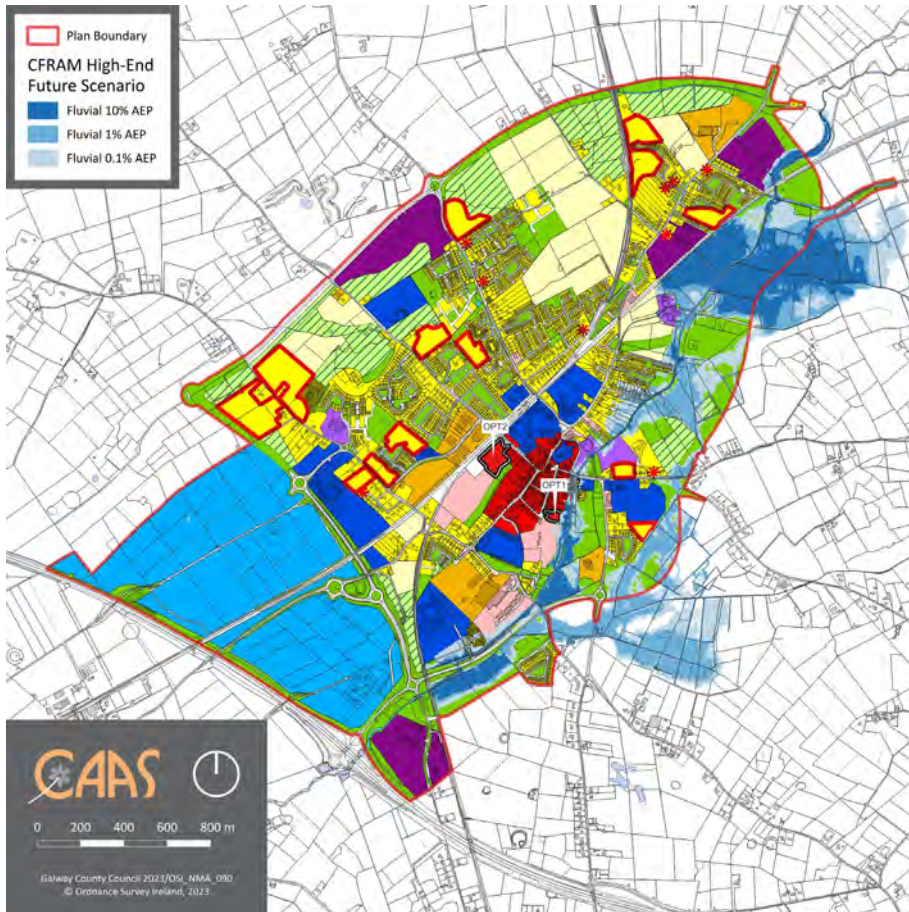 Plan Boundary
CFRAM High-End
Future Scenario
Fluvial 10% AEP
Fluvial 1% AEP
Fluvial 0.1% AEP
OPT2
OPT1
CAAS
0 200 400 600 800 m
Galway County Council 2023/OSI_NMA_090
© Ordnance Survey Ireland, 2023